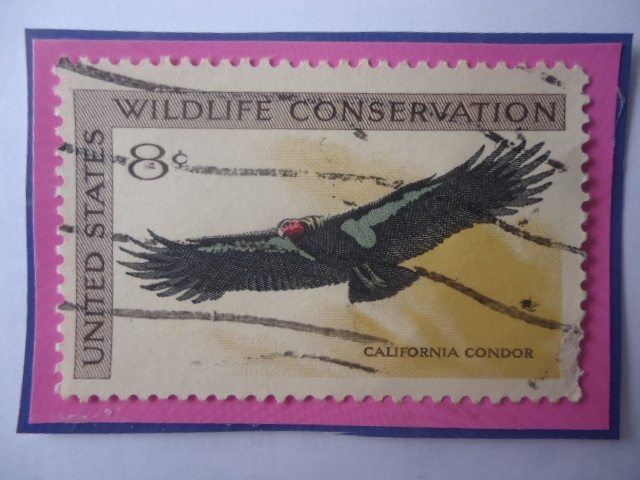 WILDLIFE CONSERVATION
UNITED STATES
8¢
CALIFORNIA CONDOR